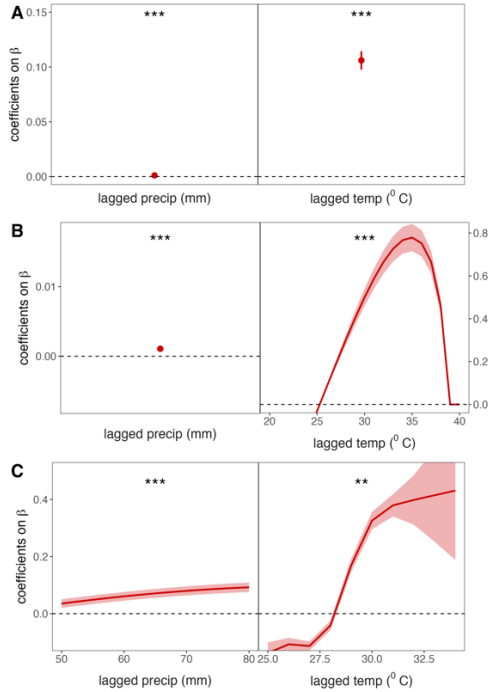 A
coefficients on β
0.15
0.10
0.05
0.00
***
***
lagged precip (mm)
lagged temp (⁰ C)
B
coefficients on β
0.01
0.00
***
***
0.8
0.6
0.4
0.2
0.0
20 25 30 35 40
lagged precip (mm)
lagged temp (⁰ C)
C
coefficients on β
0.4
0.2
0.0
***
**
50 60 70 80
25.0 27.5 30.0 32.5
lagged precip (mm)
lagged temp (⁰ C)